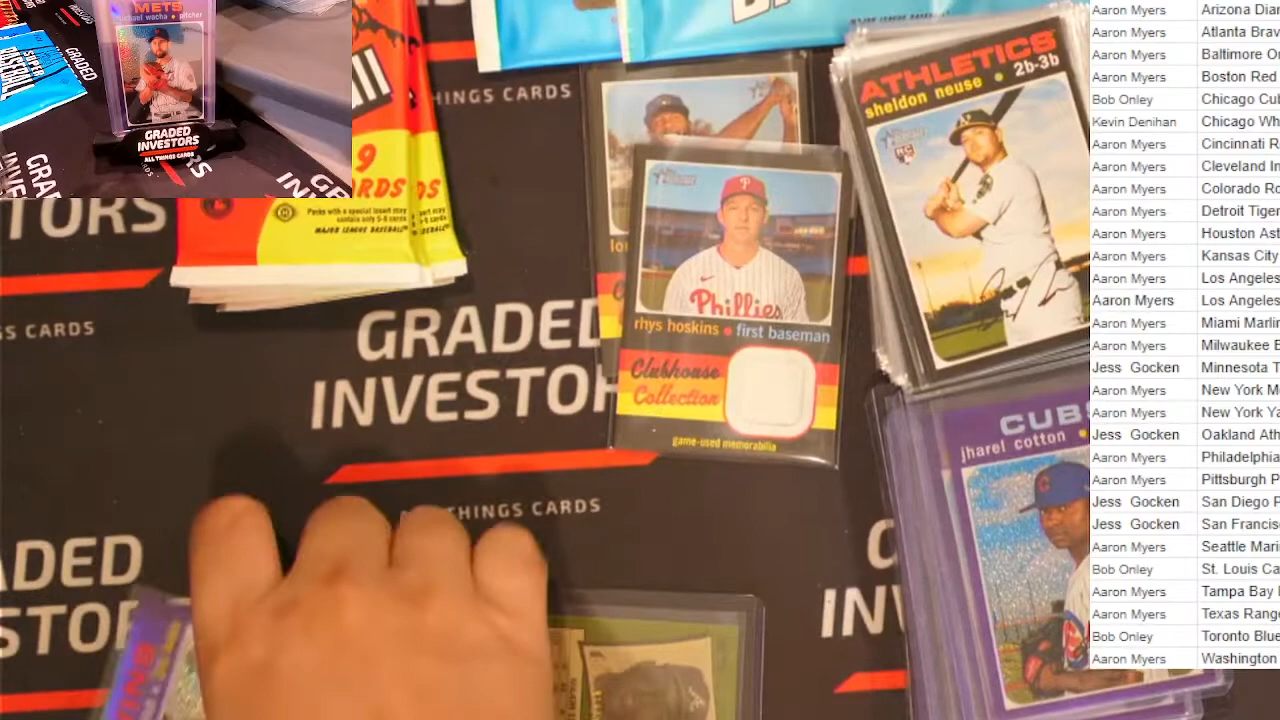 METS
michael wacha • pitcher
GRADED
INVESTORS
ALL THINGS CARDS
GRADED
9
Packs with a special insert may
contain only 5-8 cards
MAJOR LEAGUE BASEBALL
THINGS CARDS
ATHLETICS
sheldon neuse • 2b-3b
RC
Phillies
rhys hoskins • first baseman
Clubhouse
Collection
game-used memorabilia
GRADED
INVESTO
THINGS CARDS
CUBS
jharel cotton •
Aaron Myers Arizona Dia
Aaron Myers Atlanta Brav
Aaron Myers Baltimore O
Aaron Myers Boston Red
Bob Onley Chicago Cu
Kevin Denihan Chicago Wh
Aaron Myers Cincinnati R
Aaron Myers Cleveland In
Aaron Myers Colorado Ro
Aaron Myers Detroit Tiger
Aaron Myers Houston Ast
Aaron Myers Kansas City
Aaron Myers Los Angeles
Aaron Myers Los Angeles
Aaron Myers Miami Marli
Aaron Myers Milwaukee B
Jess Gocken Minnesota T
Aaron Myers New York M
Aaron Myers New York Y
Jess Gocken Oakland Ath
Aaron Myers Philadelphia
Aaron Myers Pittsburgh P
Jess Gocken San Diego P
Jess Gocken San Francis
Aaron Myers Seattle Mari
Bob Onley St. Louis Ca
Aaron Myers Tampa Bay
Aaron Myers Texas Range
Bob Onley Toronto Blue
Aaron Myers Washington